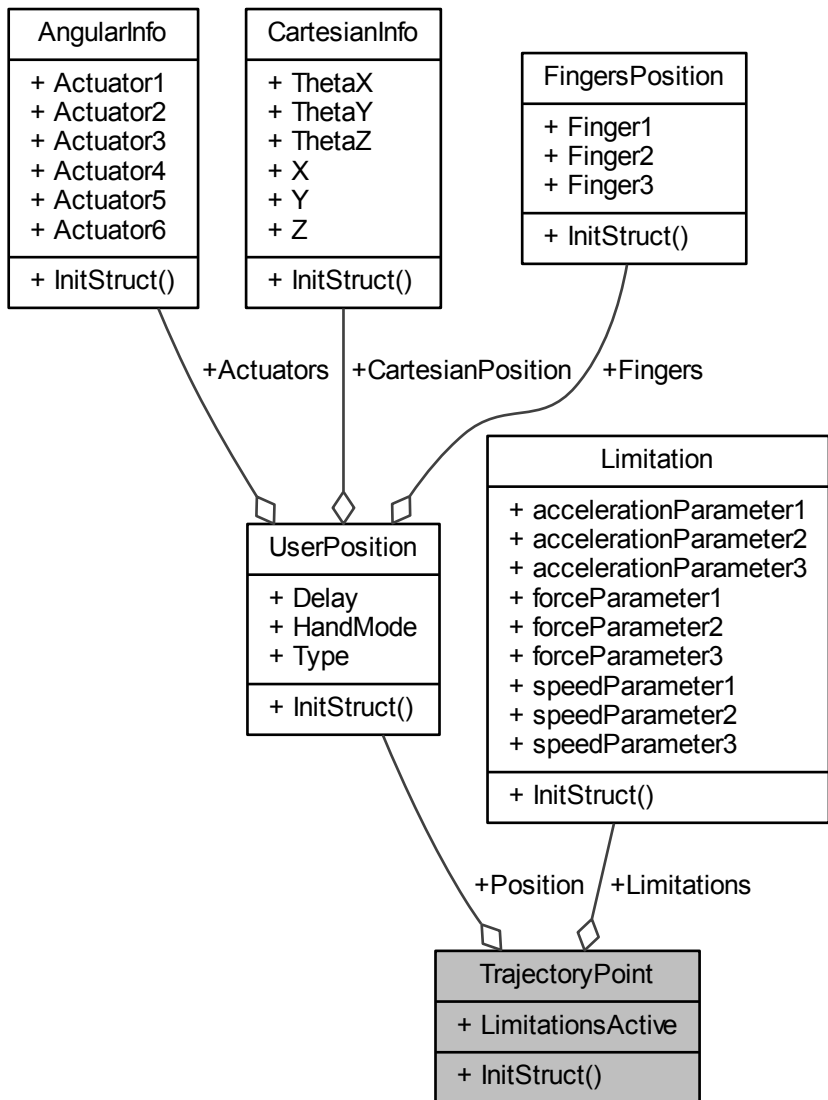 AngularInfo
+ Actuator1
+ Actuator2
+ Actuator3
+ Actuator4
+ Actuator5
+ Actuator6
+ InitStruct()
CartesianInfo
+ ThetaX
+ ThetaY
+ ThetaZ
+ X
+ Y
+ Z
+ InitStruct()
FingersPosition
+ Finger1
+ Finger2
+ Finger3
+ InitStruct()
+Actuators
+CartesianPosition
+Fingers
UserPosition
+ Delay
+ HandMode
+ Type
+ InitStruct()
Limitation
+ accelerationParameter1
+ accelerationParameter2
+ accelerationParameter3
+ forceParameter1
+ forceParameter2
+ forceParameter3
+ speedParameter1
+ speedParameter2
+ speedParameter3
+ InitStruct()
+Position
+Limitations
TrajectoryPoint
+ LimitationsActive
+ InitStruct()